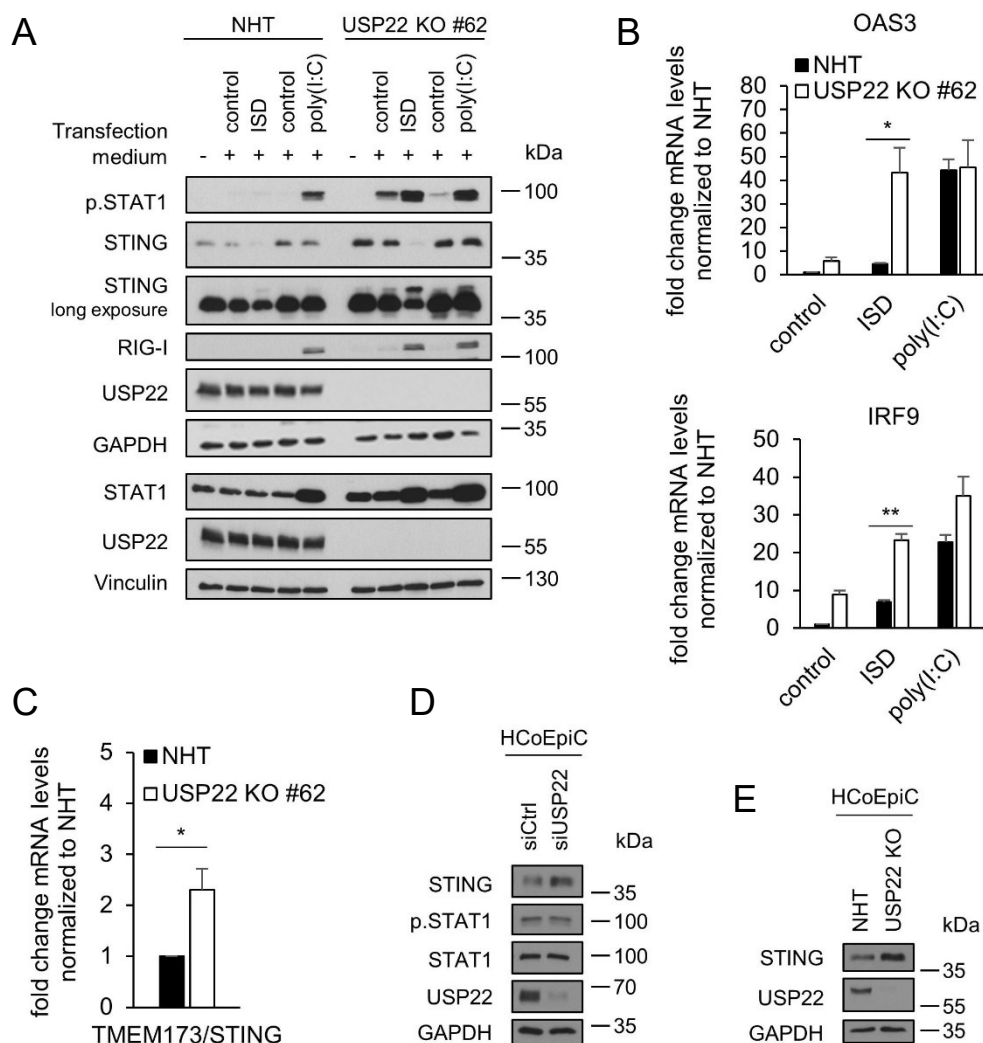 A
NHT USP22 KO #62
control ISD control poly(I:C) control ISD control poly(I:C)
Transfection
medium - + + + + - + + + + kDa
p.STAT1 100
STING 35
STING
long exposure 35
RIG-I 100
USP22 55
GAPDH 35
STAT1 100
USP22 55
Vinculin 130
B
OAS3
fold change mRNA levels
normalized to NHT
80
70
60
50
40
30
20
10
0
NHT
USP22 KO #62
*
control ISD poly(I:C)
IRF9
fold change mRNA levels
normalized to NHT
50
40
30
20
10
0
**
control ISD poly(I:C)
C
fold change mRNA levels
normalized to NHT
5
4
3
2
1
0
NHT
USP22 KO #62
*
TMEM173/STING
D
HCoEpiC
siCtrl siUSP22 kDa
STING 35
p.STAT1 100
STAT1 100
USP22 70
GAPDH 35
E
HCoEpiC
NHT USP22 KO kDa
STING 35
USP22 55
GAPDH 35